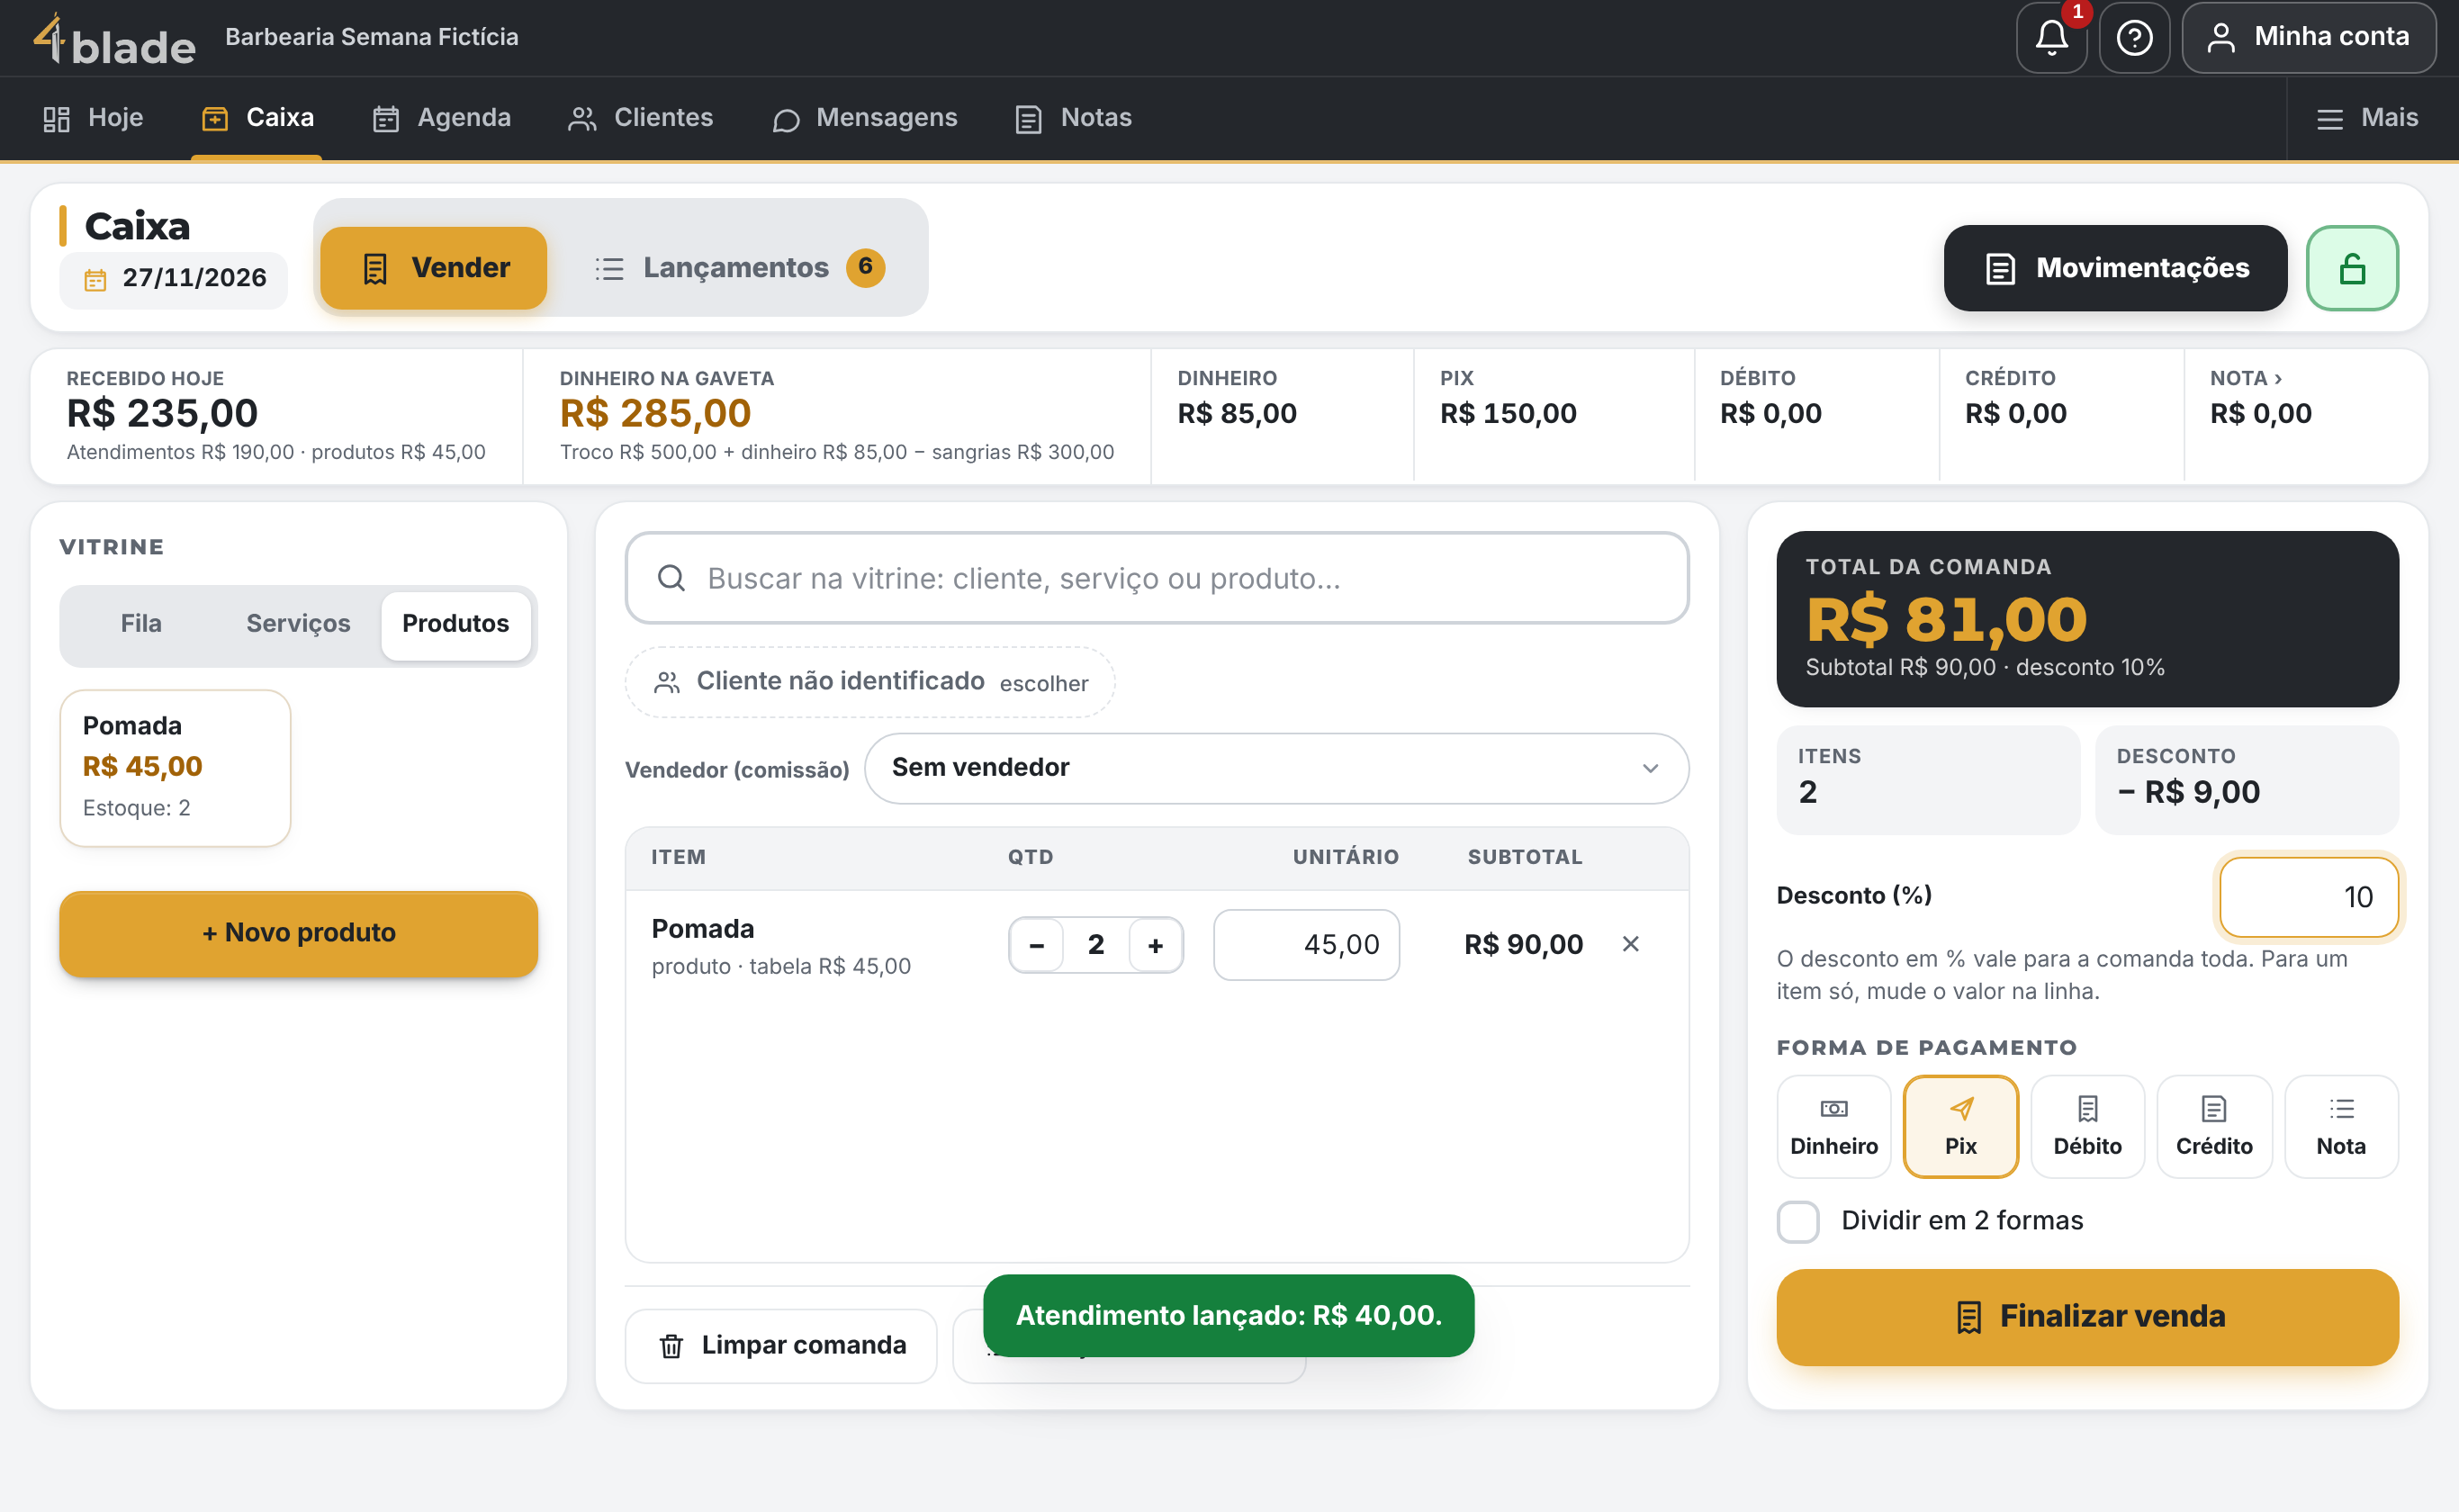 4blade
Barbearia Semana Fictícia
1
Minha conta
Hoje
Caixa
Agenda
Clientes
Mensagens
Notas
Mais
Caixa
27/11/2026
Vender
Lançamentos 6
Movimentações
RECEBIDO HOJE
R$ 235,00
Atendimentos R$ 190,00 · produtos R$ 45,00
DINHEIRO NA GAVETA
R$ 285,00
Troco R$ 500,00 + dinheiro R$ 85,00 − sangrias R$ 300,00
DINHEIRO
R$ 85,00
PIX
R$ 150,00
DÉBITO
R$ 0,00
CRÉDITO
R$ 0,00
NOTA ›
R$ 0,00
VITRINE
Fila
Serviços
Produtos
Pomada
R$ 45,00
Estoque: 2
+ Novo produto
Buscar na vitrine: cliente, serviço ou produto...
Cliente não identificado escolher
Vendedor (comissão)
Sem vendedor
ITEM QTD UNITÁRIO SUBTOTAL
Pomada
produto · tabela R$ 45,00
− 2 +
45,00
R$ 90,00 ×
Limpar comanda
Atendimento lançado: R$ 40,00.
TOTAL DA COMANDA
R$ 81,00
Subtotal R$ 90,00 · desconto 10%
ITENS
2
DESCONTO
− R$ 9,00
Desconto (%)
10
O desconto em % vale para a comanda toda. Para um
item só, mude o valor na linha.
FORMA DE PAGAMENTO
Dinheiro
Pix
Débito
Crédito
Nota
Dividir em 2 formas
Finalizar venda